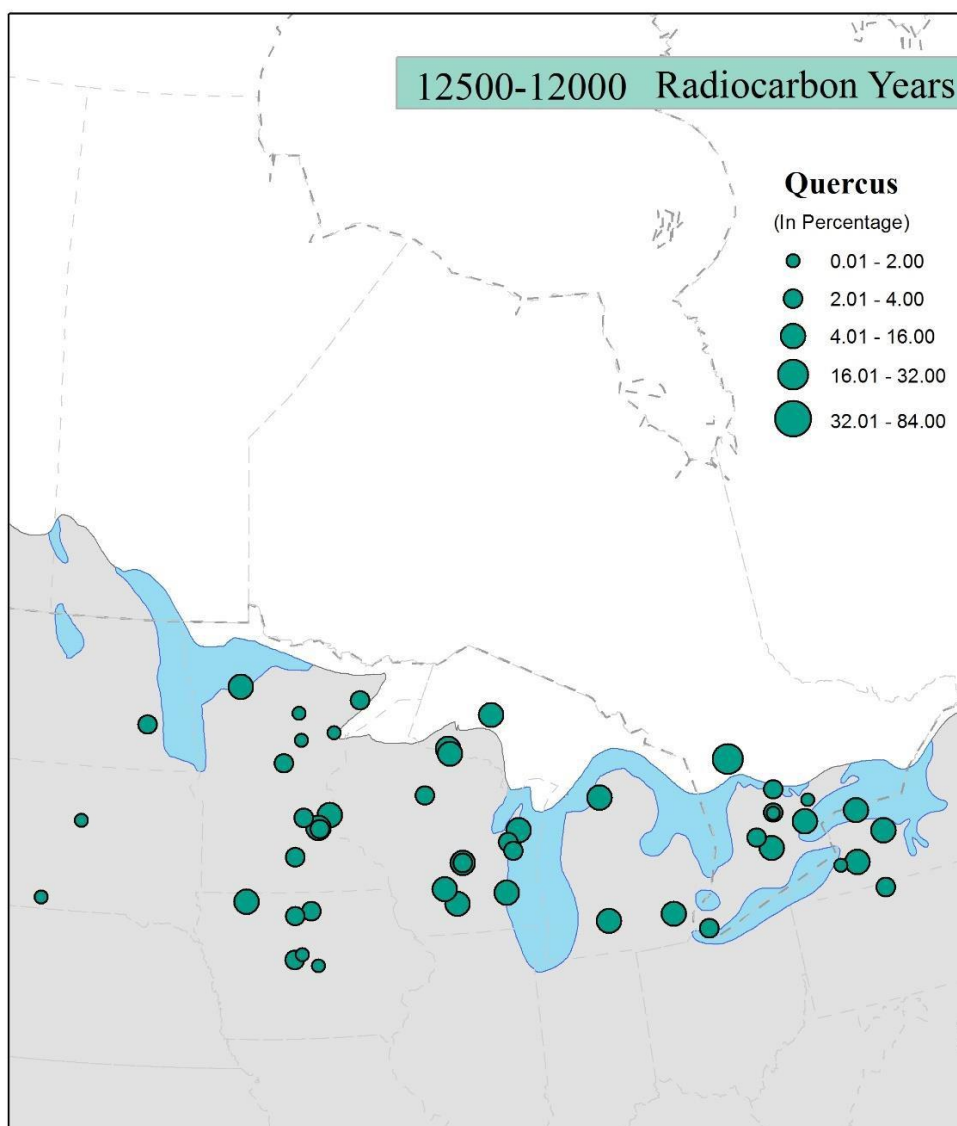 12500-12000 Radiocarbon Years
Quercus
(In Percentage)
0.01 - 2.00
2.01 - 4.00
4.01 - 16.00
16.01 - 32.00
32.01 - 84.00